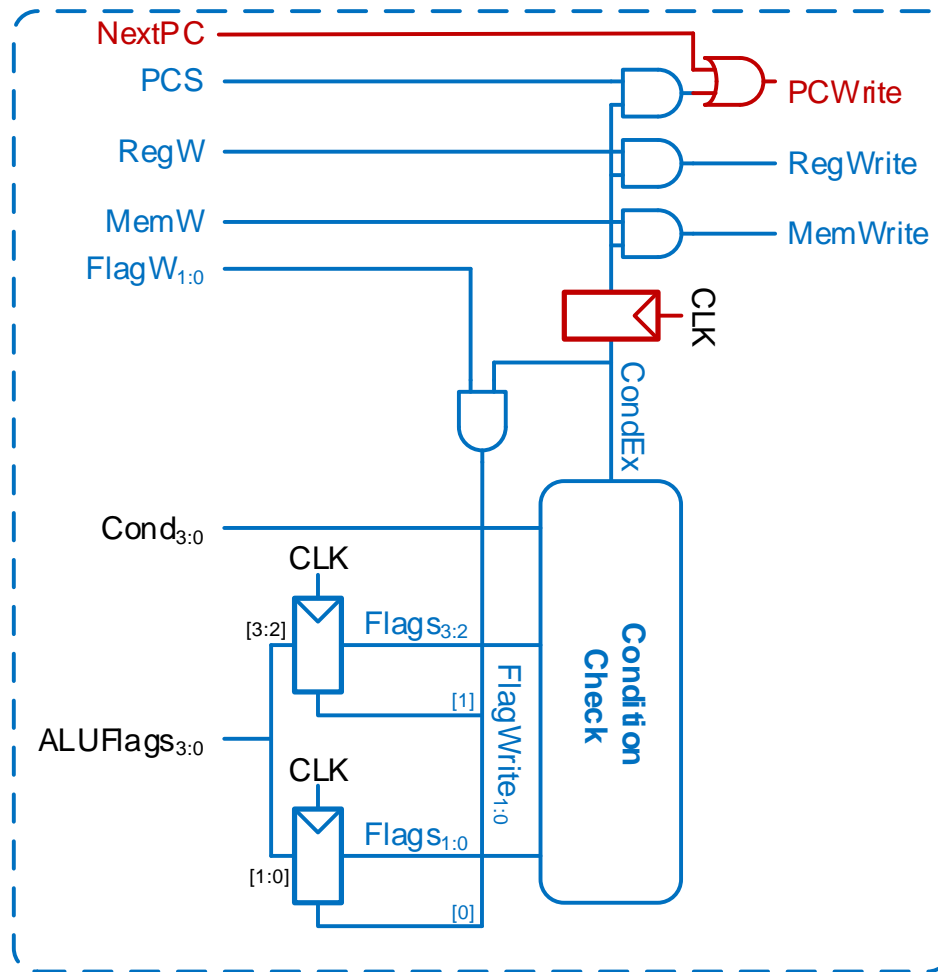 NextPC
PCS
PCWrite
RegW
RegWrite
MemW
MemWrite
FlagW1:0
CLK
CondEx
Cond3:0
CLK
[3:2]
Flags3:2
[1]
FlagWrite1:0
Condition
Check
ALUFlags3:0
CLK
Flags1:0
[1:0]
[0]